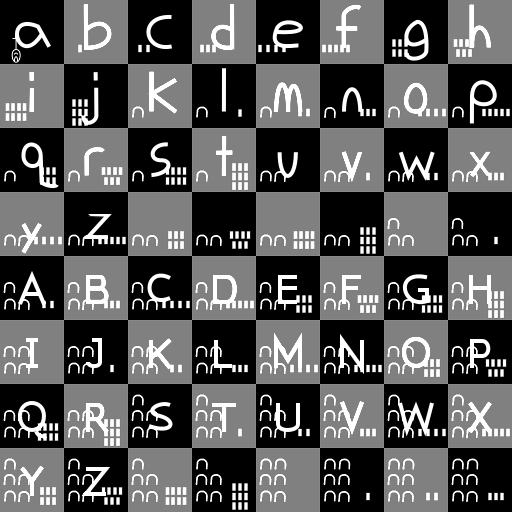 a b c d e f g h
i j k l m n o p
q r s t u v w x
y z
A B C D E F G H
I J K L M N O P
Q R S T U V W X
Y Z